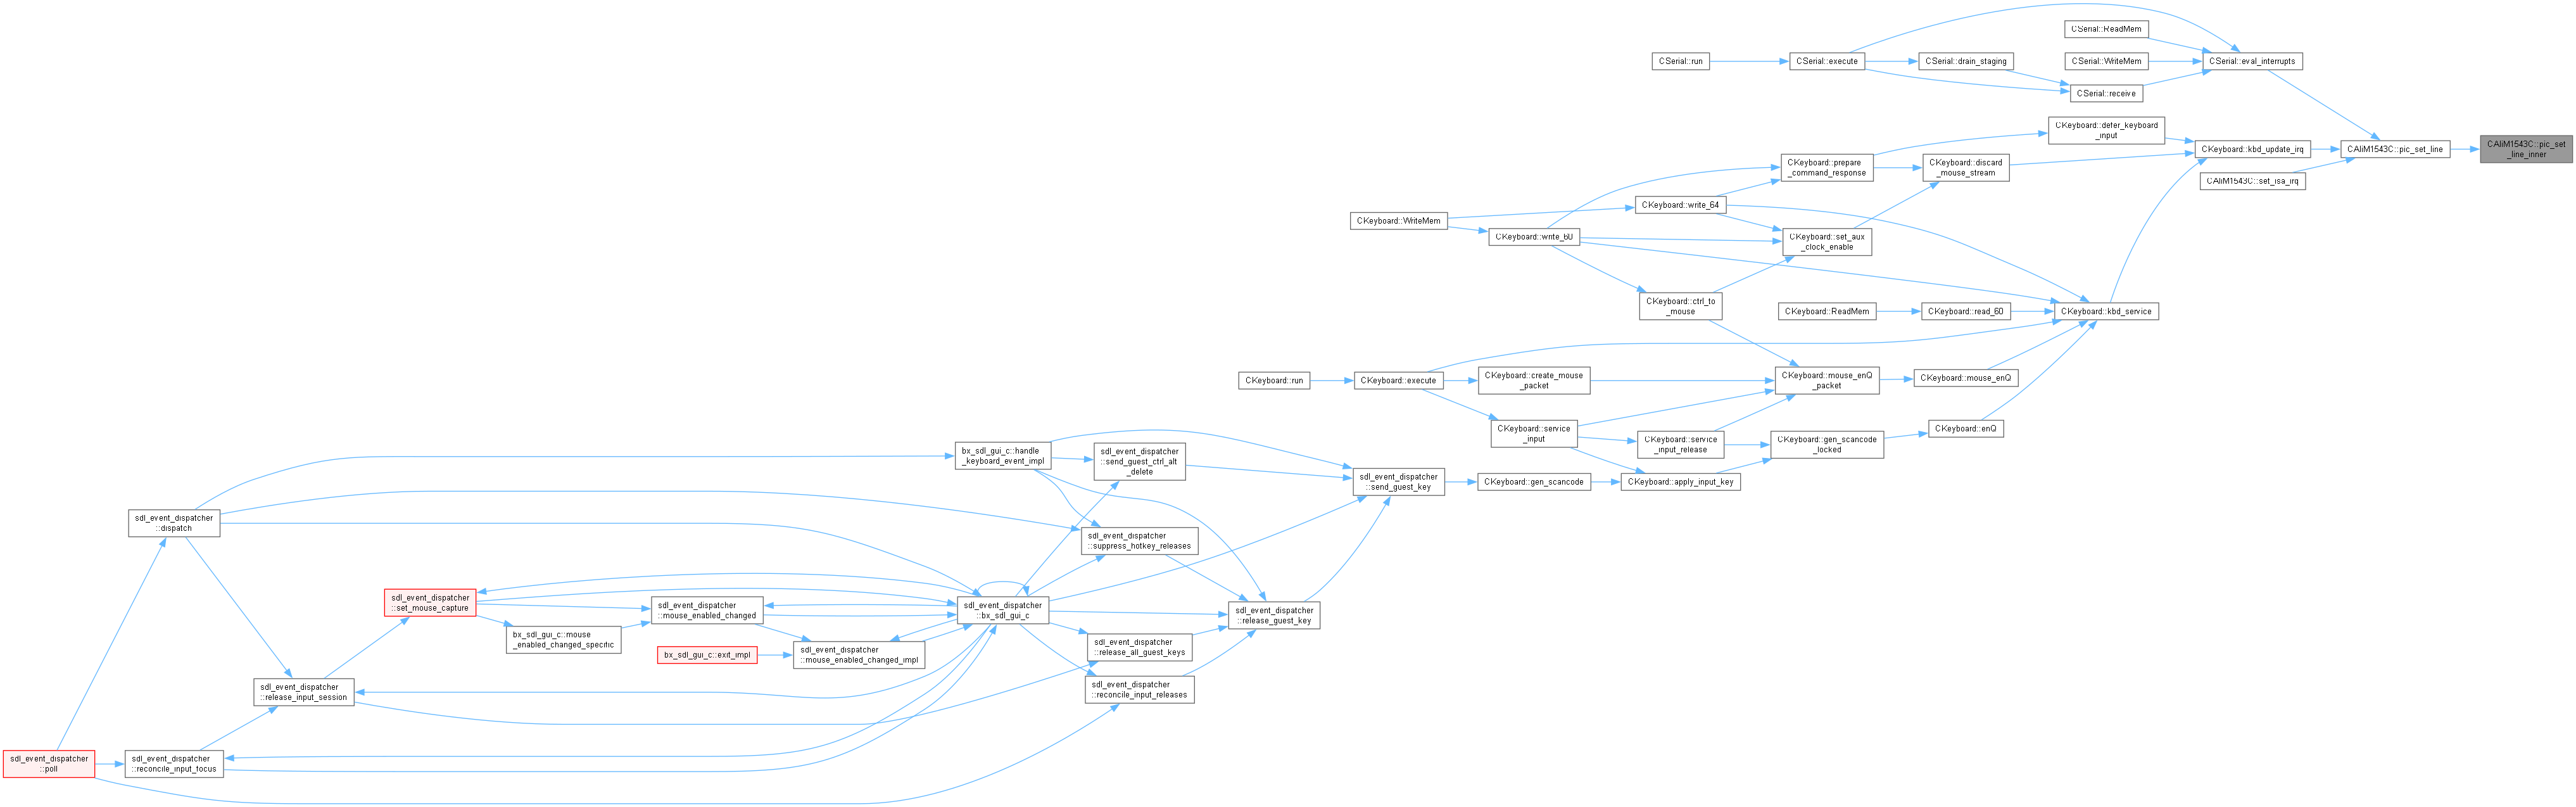 CSerial::ReadMem
CSerial::run
CSerial::execute
CSerial::drain_staging
CSerial::WriteMem
CSerial::eval_interrupts
CSerial::receive
CKeyboard::defer_keyboard
_input
CKeyboard::kbd_update_irq
CAliM1543C::pic_set_line
CAliM1543C::pic_set
_line_inner
CKeyboard::prepare
_command_response
CKeyboard::discard
_mouse_stream
CAliM1543C::set_isa_irq
CKeyboard::WriteMem
CKeyboard::write_64
CKeyboard::write_60
CKeyboard::set_aux
_clock_enable
CKeyboard::ctrl_to
_mouse
CKeyboard::ReadMem
CKeyboard::read_60
CKeyboard::kbd_service
CKeyboard::run
CKeyboard::execute
CKeyboard::create_mouse
_packet
CKeyboard::mouse_enQ
_packet
CKeyboard::mouse_enQ
CKeyboard::service
_input
CKeyboard::service
_input_release
CKeyboard::gen_scancode
_locked
CKeyboard::enQ
bx_sdl_gui_c::handle
_keyboard_event_impl
sdl_event_dispatcher
::send_guest_ctrl_alt
_delete
sdl_event_dispatcher
::send_guest_key
CKeyboard::gen_scancode
CKeyboard::apply_input_key
sdl_event_dispatcher
::dispatch
sdl_event_dispatcher
::suppress_hotkey_releases
sdl_event_dispatcher
::set_mouse_capture
sdl_event_dispatcher
::mouse_enabled_changed
sdl_event_dispatcher
::bx_sdl_gui_c
sdl_event_dispatcher
::release_guest_key
bx_sdl_gui_c::mouse
_enabled_changed_specific
bx_sdl_gui_c::exit_impl
sdl_event_dispatcher
::mouse_enabled_changed_impl
sdl_event_dispatcher
::release_all_guest_keys
sdl_event_dispatcher
::release_input_session
sdl_event_dispatcher
::reconcile_input_releases
sdl_event_dispatcher
::poll
sdl_event_dispatcher
::reconcile_input_focus